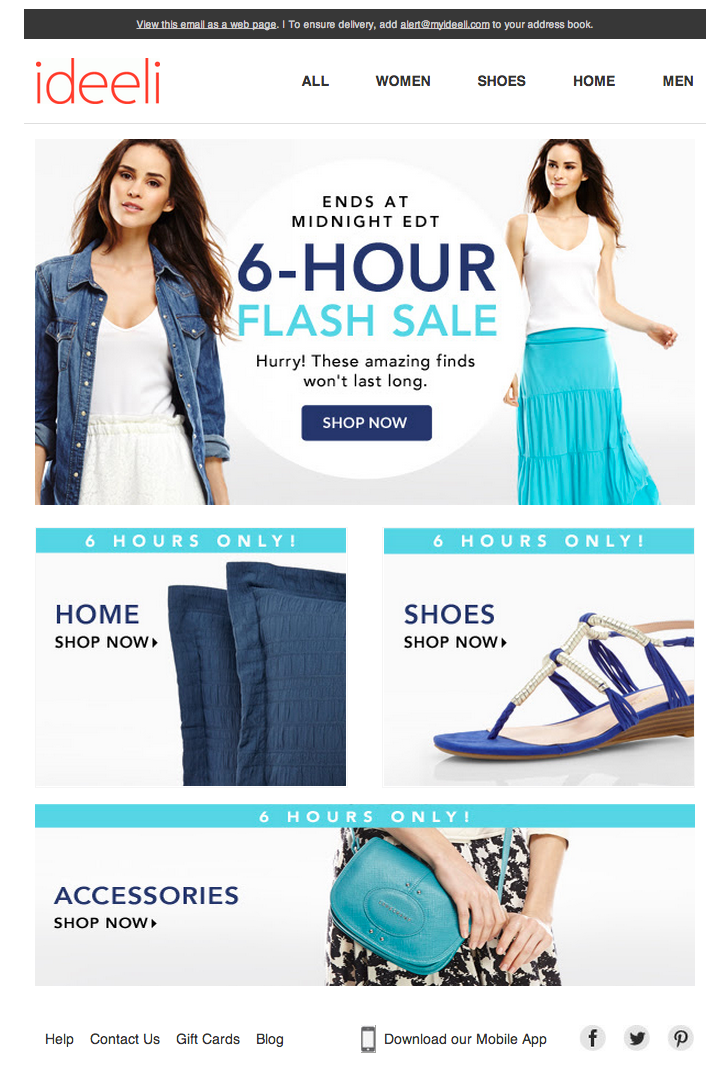 View this email as a web page. | To ensure delivery, add alert@myideeli.com to your address book.
ideeli
ALL WOMEN SHOES HOME MEN
ENDS AT
MIDNIGHT EDT
6-HOUR
FLASH SALE
Hurry! These amazing finds
won't last long.
SHOP NOW
6 HOURS ONLY!
HOME
SHOP NOW
6 HOURS ONLY!
SHOES
SHOP NOW
6 HOURS ONLY!
ACCESSORIES
SHOP NOW
Help Contact Us Gift Cards Blog Download our Mobile App